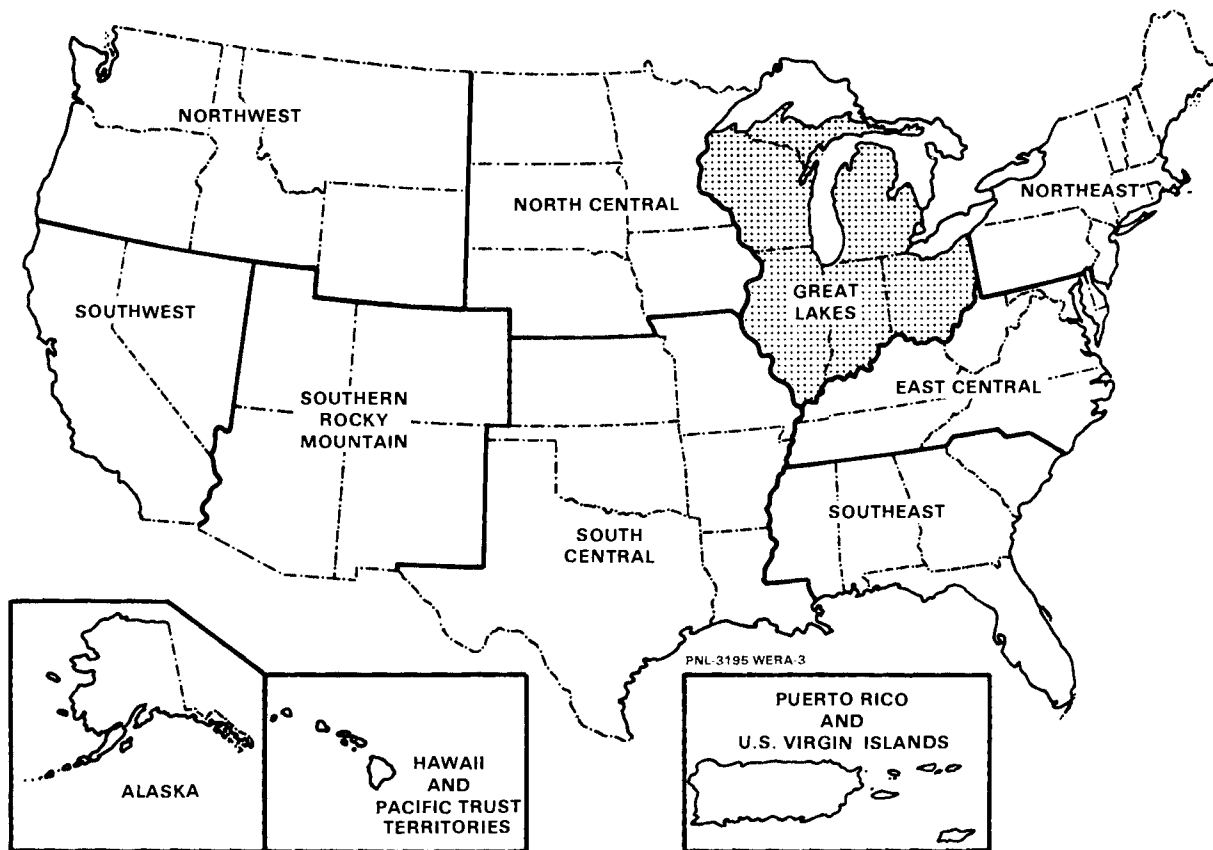 NORTHWEST
NORTH CENTRAL
NORTHEAST
GREAT
LAKES
SOUTHWEST
SOUTHERN
ROCKY
MOUNTAIN
EAST CENTRAL
SOUTHEAST
SOUTH
CENTRAL
PNL-3195 WERA-3
ALASKA
HAWAII
AND
PACIFIC TRUST
TERRITORIES
PUERTO RICO
AND
U.S. VIRGIN ISLANDS